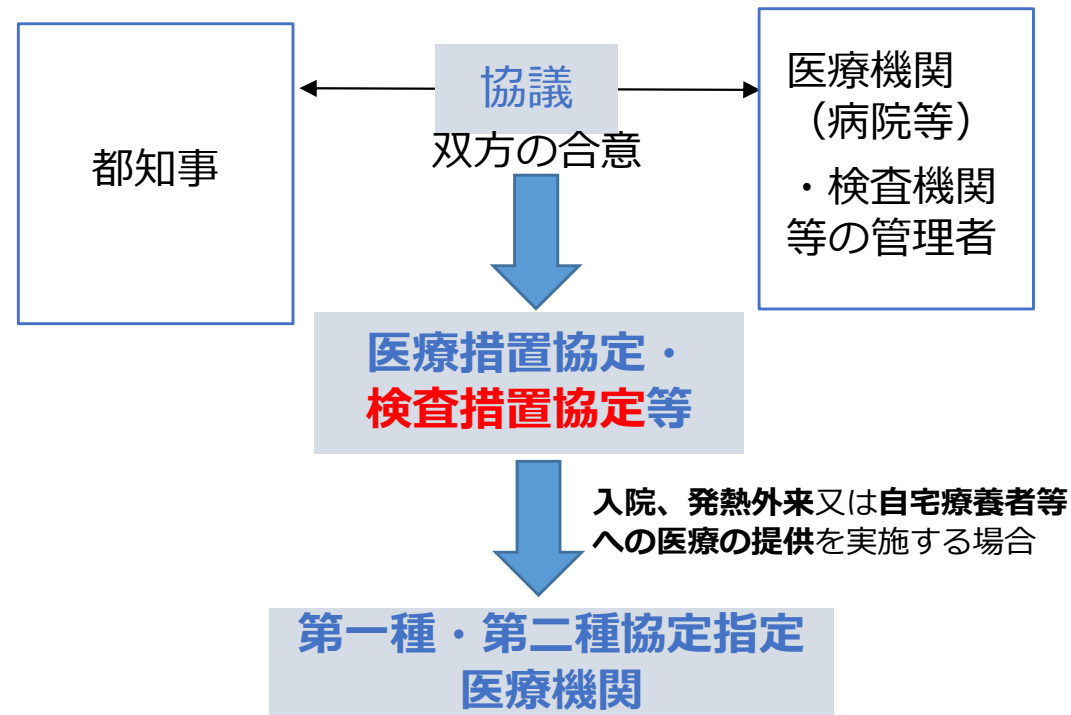 都知事
協議
双方の合意
医療機関
（病院等）
・検査機関
等の管理者
医療措置協定・
検査措置協定等
入院、発熱外来又は自宅療養者等
への医療の提供を実施する場合
第一種・第二種協定指定
医療機関